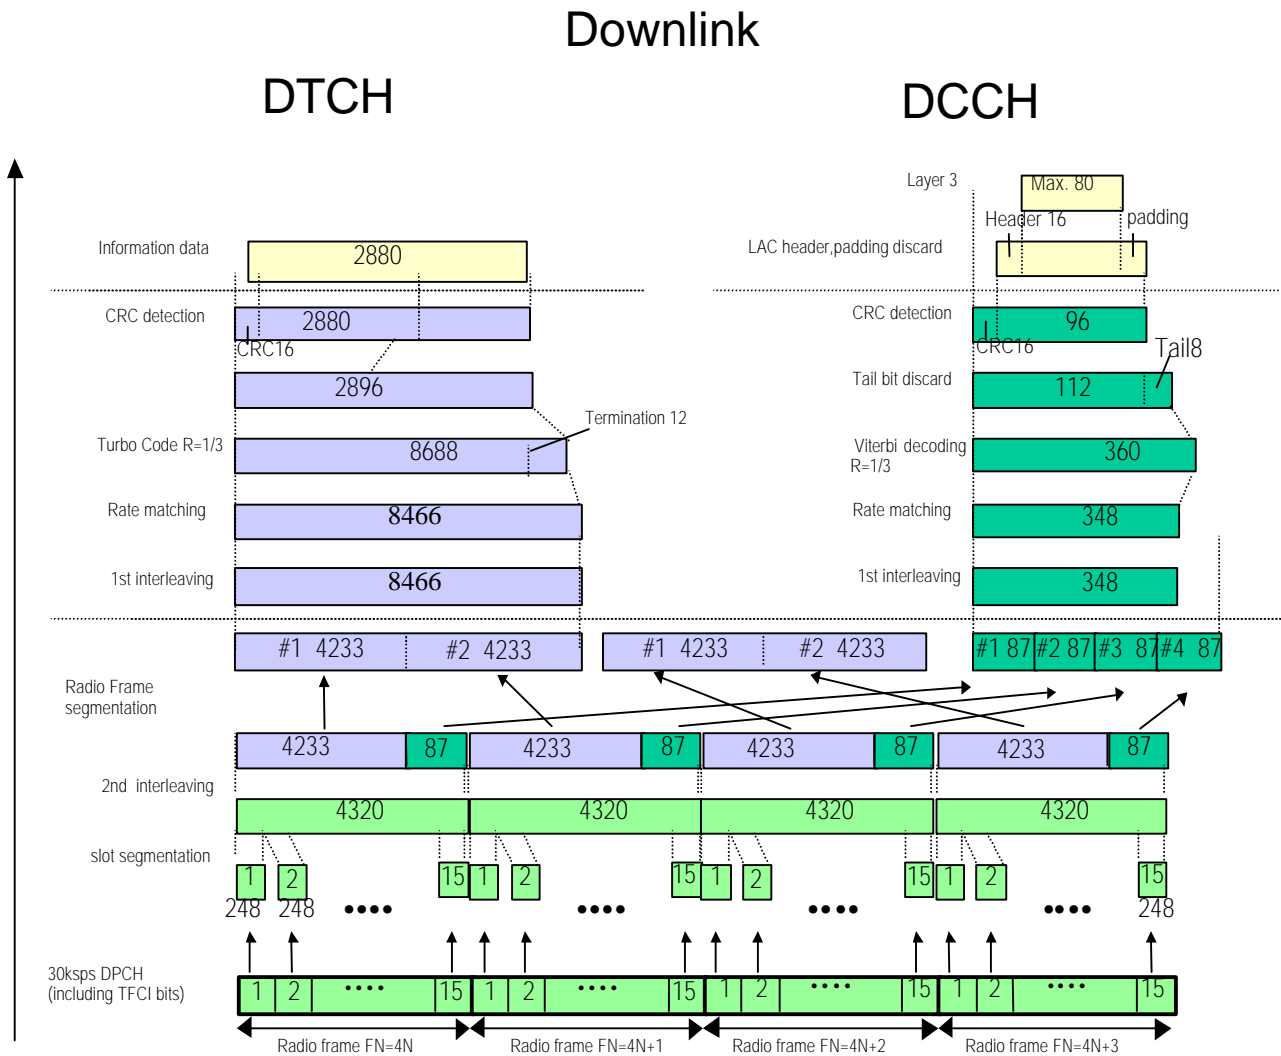 Downlink
DTCH
DCCH
Layer 3
Max. 80
Header 16
padding
Information data
2880
LAC header,padding discard
CRC detection
2880
CRC16
CRC detection
96
CRC16
Tail8
2896
Tail bit discard
112
Termination 12
Turbo Code R=1/3
8688
Viterbi decoding
R=1/3
360
Rate matching
8466
Rate matching
348
1st interleaving
8466
1st interleaving
348
#1 4233
#2 4233
#1 4233
#2 4233
#1 87
#2 87
#3 87
#4 87
Radio Frame
segmentation
4233
87
4233
87
4233
87
4233
87
2nd interleaving
4320
4320
4320
4320
slot segmentation
1
2
15
1
2
15
1
2
15
1
2
15
248
248
248
30ksps DPCH
(including TFCI bits)
1
2
15
1
2
15
1
2
15
1
2
15
Radio frame FN=4N
Radio frame FN=4N+1
Radio frame FN=4N+2
Radio frame FN=4N+3